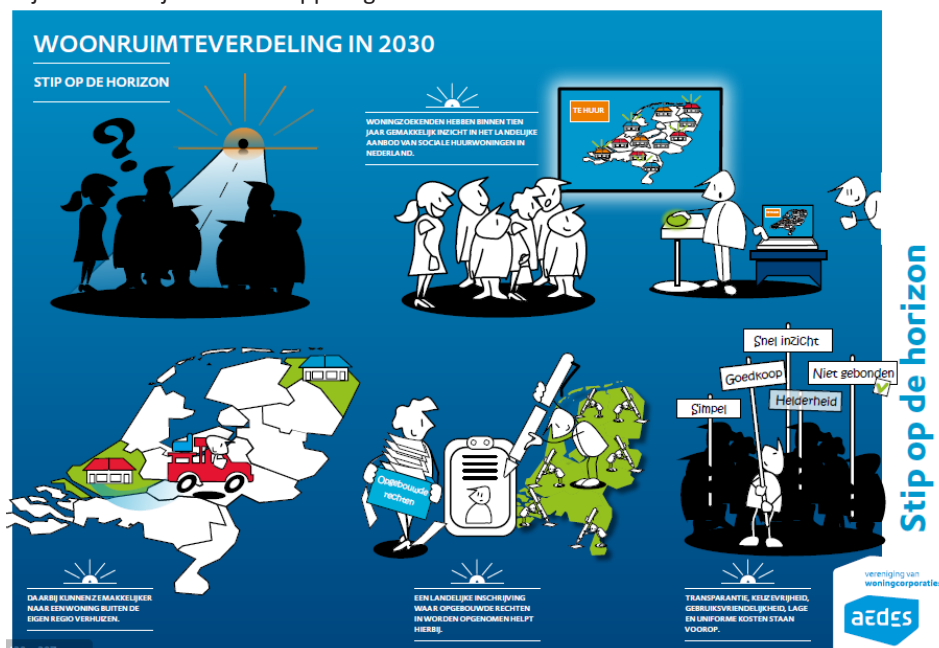 WOONRUIMTEVERDELING IN 2030
STIP OP DE HORIZON
WONINGZOEKENDEN HEBBEN BINNEN TIEN
JAAR GEMAKKELIJK INZICHT IN HET LANDELIJKE
AANBOD VAN SOCIALE HUURWONINGEN IN
NEDERLAND.
TE HUUR
Snel inzicht
Goedkoop
Niet gebonden
Simpel
Helderheid
Opgebouwde
rechten
DAARBIJ KUNNEN ZE MAKKELIJKER
NAAR EEN WONING BUITEN DE
EIGEN REGIO VERHUIZEN.
EEN LANDELIJKE INSCHRIJVING
WAAR OPGEBOUWDE RECHTEN
IN WORDEN OPGENOMEN HELPT
HIERBIJ.
TRANSPARANTIE, KEUZEVRIJHEID,
GEBRUIKSVRIENDELIJKHEID, LAGE
EN UNIFORME KOSTEN STAAN
VOOROP.
Stip op de horizon
vereniging van
woningcorporaties
aedes